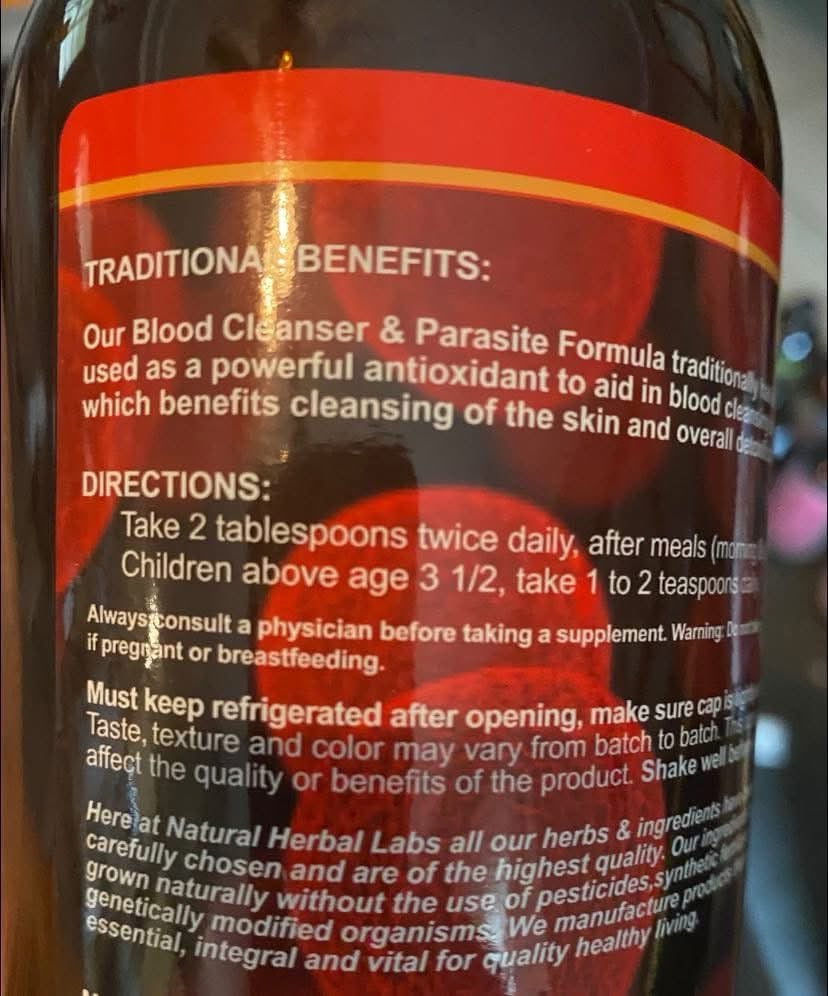 TRADITIONAL BENEFITS:
Our Blood Cleanser & Parasite Formula traditionally
used as a powerful antioxidant to aid in blood cleansing
which benefits cleansing of the skin and overall
DIRECTIONS:
Take 2 tablespoons twice daily, after meals (morning
Children above age 3 1/2, take 1 to 2 teaspoons
Always consult a physician before taking a supplement. Warning: Do not
if pregnant or breastfeeding.
Must keep refrigerated after opening, make sure cap is
Taste, texture and color may vary from batch to batch. This
affect the quality or benefits of the product. Shake well
Here at Natural Herbal Labs all our herbs & ingredients
carefully chosen and are of the highest quality. Our
grown naturally without the use of pesticides, synthetic
genetically modified organisms. We manufacture products
essential, integral and vital for quality healthy living.